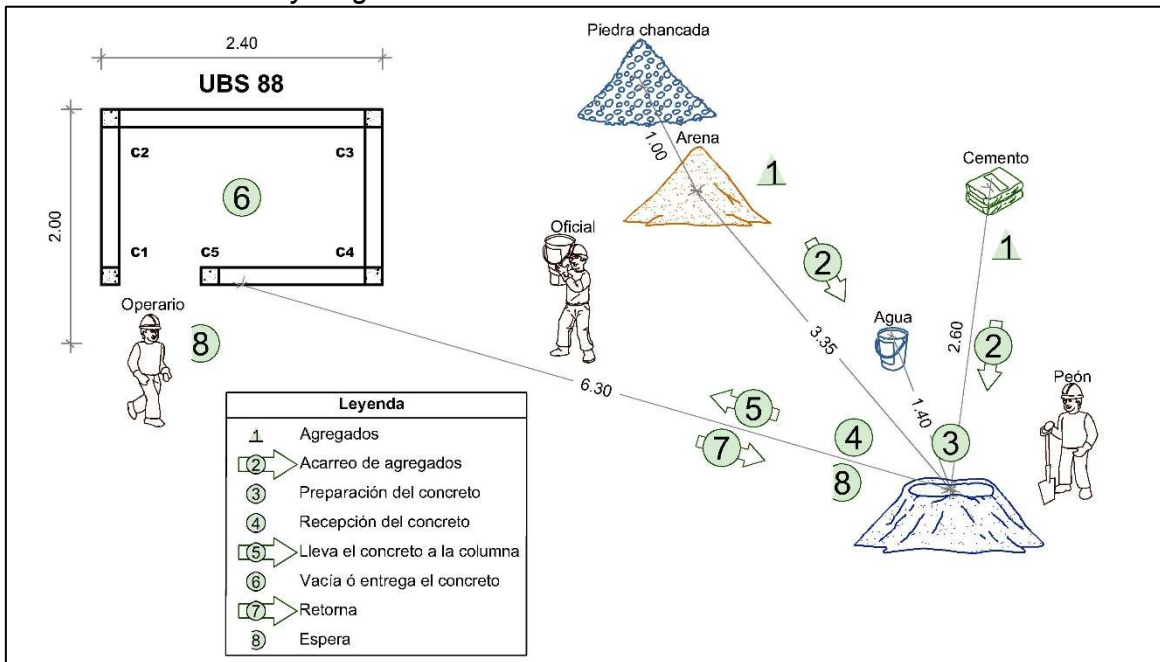 2.40
UBS 88
2.00
C2
C3
6
C1
C5
C4
Operario
8
Piedra chancada
1.00
Arena
1
Cemento
1
Oficial
2
3.35
Agua
2.60
2
1.40
Peón
6.30
5
7
4
8
3
Leyenda
1 Agregados
2 Acarreo de agregados
3 Preparación del concreto
4 Recepción del concreto
5 Lleva el concreto a la columna
6 Vacía ó entrega el concreto
7 Retorna
8 Espera